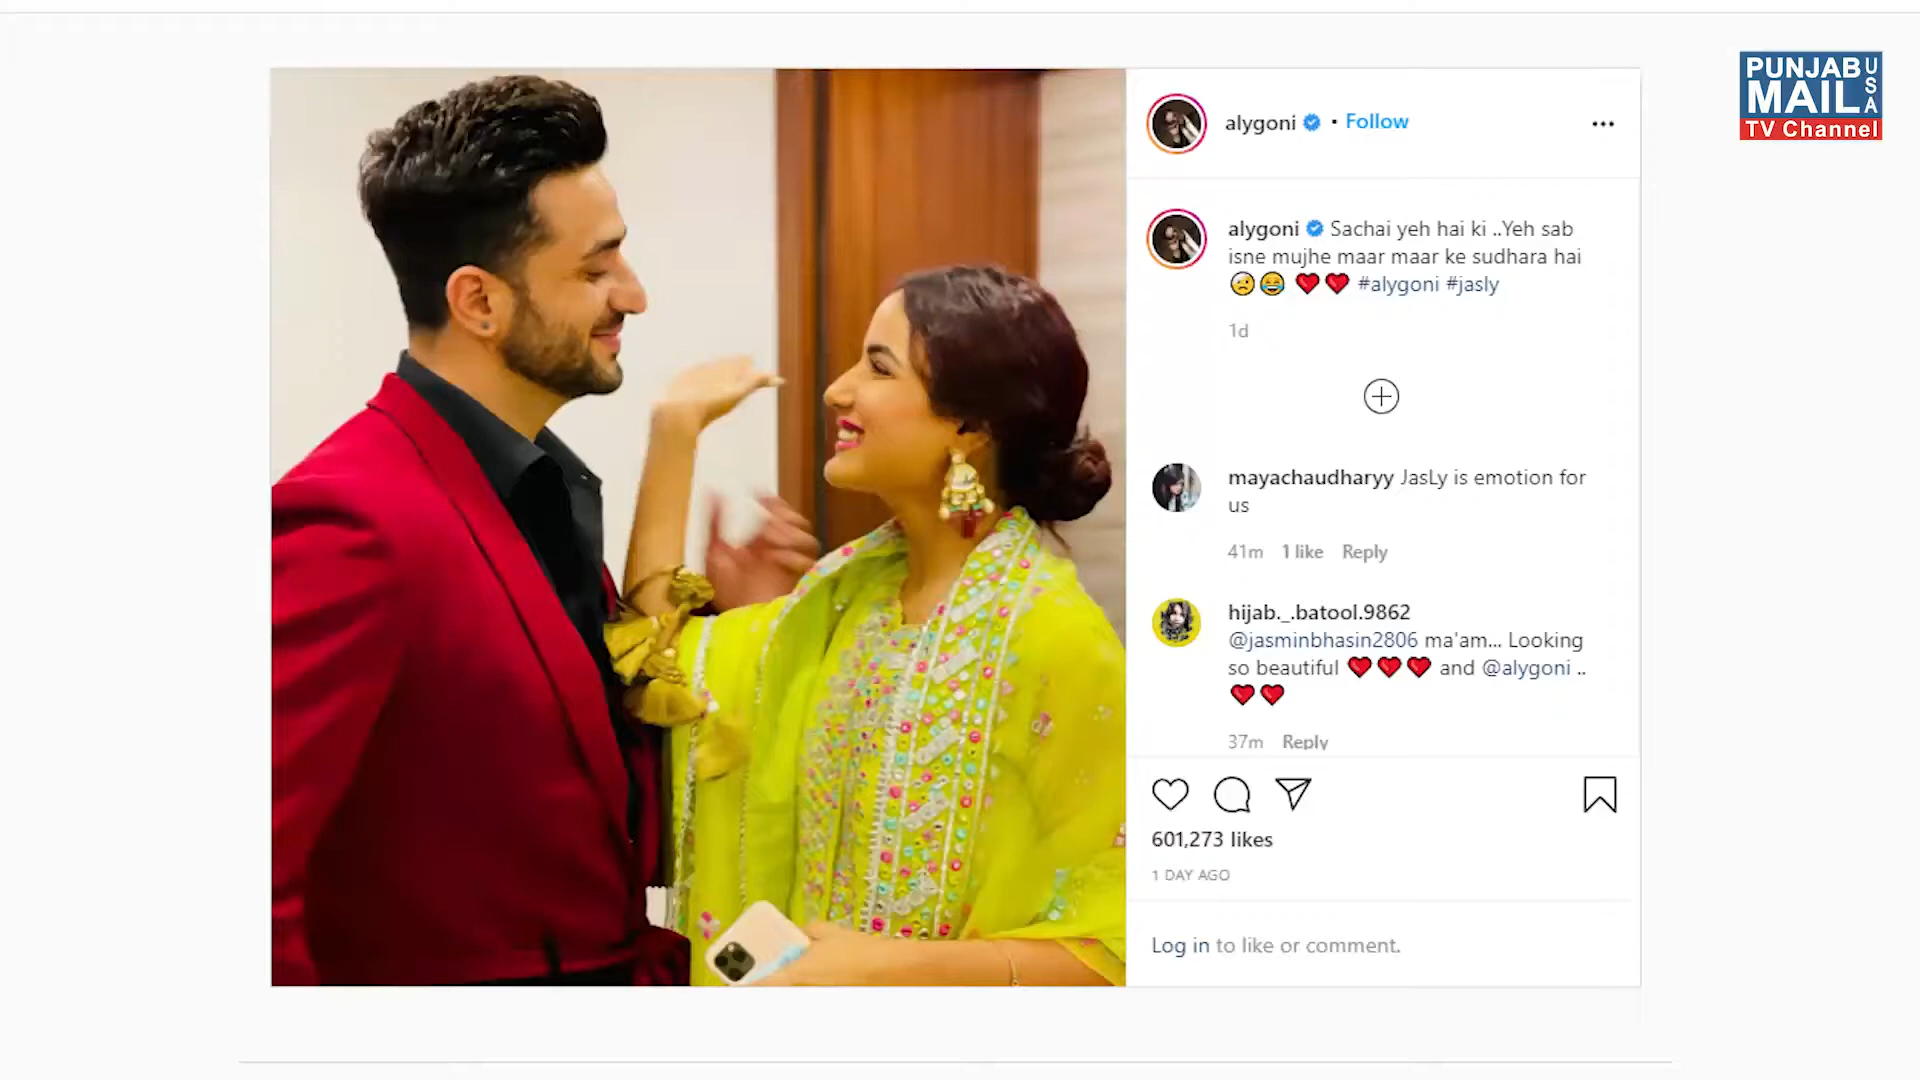 PUNJAB USA
MAIL
TV Channel
alygoni • Follow
alygoni Sachai yeh hai ki ..Yeh sab
isne mujhe maar maar ke sudhara hai
🤕😂 ❤️❤️ #alygoni #jasly
1d
mayachaudharyy JasLy is emotion for
us
41m 1 like Reply
hijab._.batool.9862
@jasminbhasin2806 ma'am... Looking
so beautiful ❤️❤️❤️ and @alygoni ..
❤️❤️
37m Reply
601,273 likes
1 DAY AGO
Log in to like or comment.